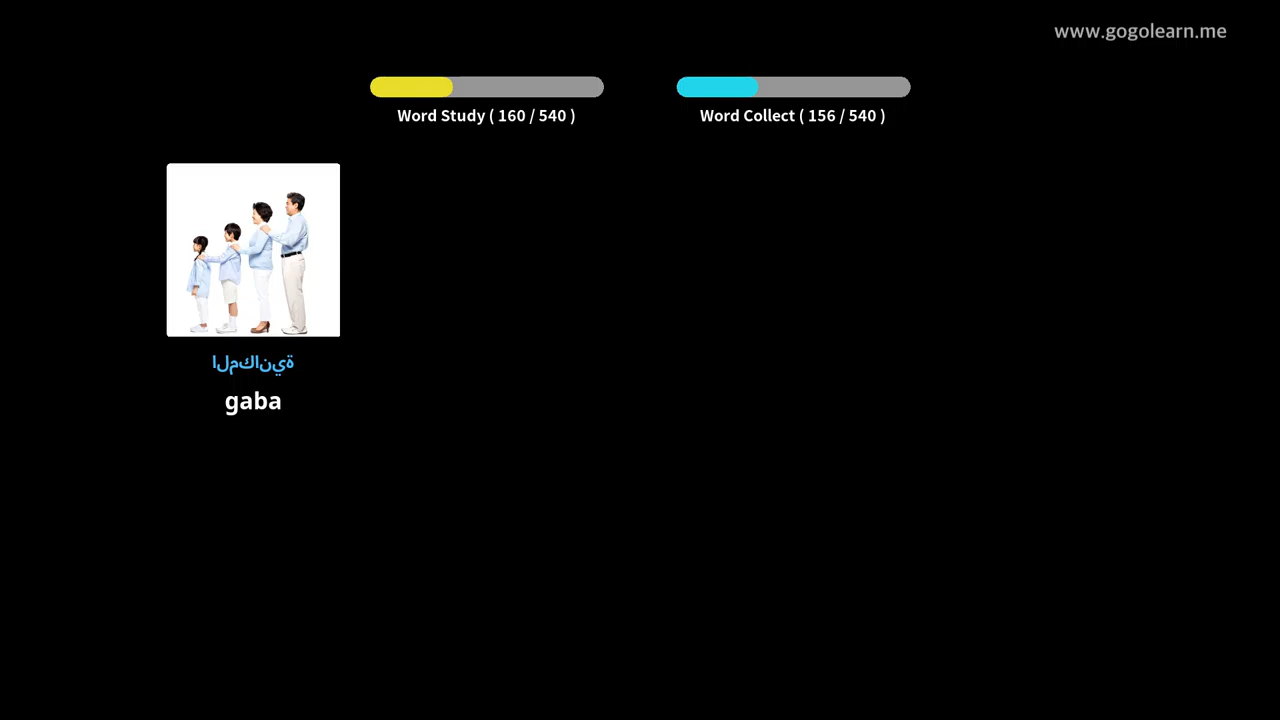 www.gogolearn.me
Word Study ( 160 / 540 )
Word Collect ( 156 / 540 )
المكانية
gaba